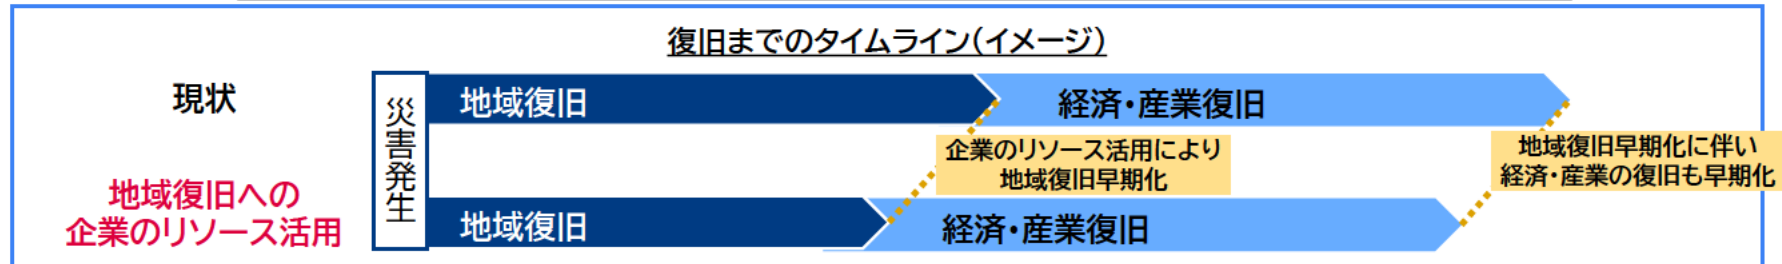 復旧までのタイムライン(イメージ)
現状
災害発生
地域復旧
経済・産業復旧
企業のリソース活用により
地域復旧早期化
地域復旧早期化に伴い
経済・産業の復旧も早期化
地域復旧への
企業のリソース活用
地域復旧
経済・産業復旧